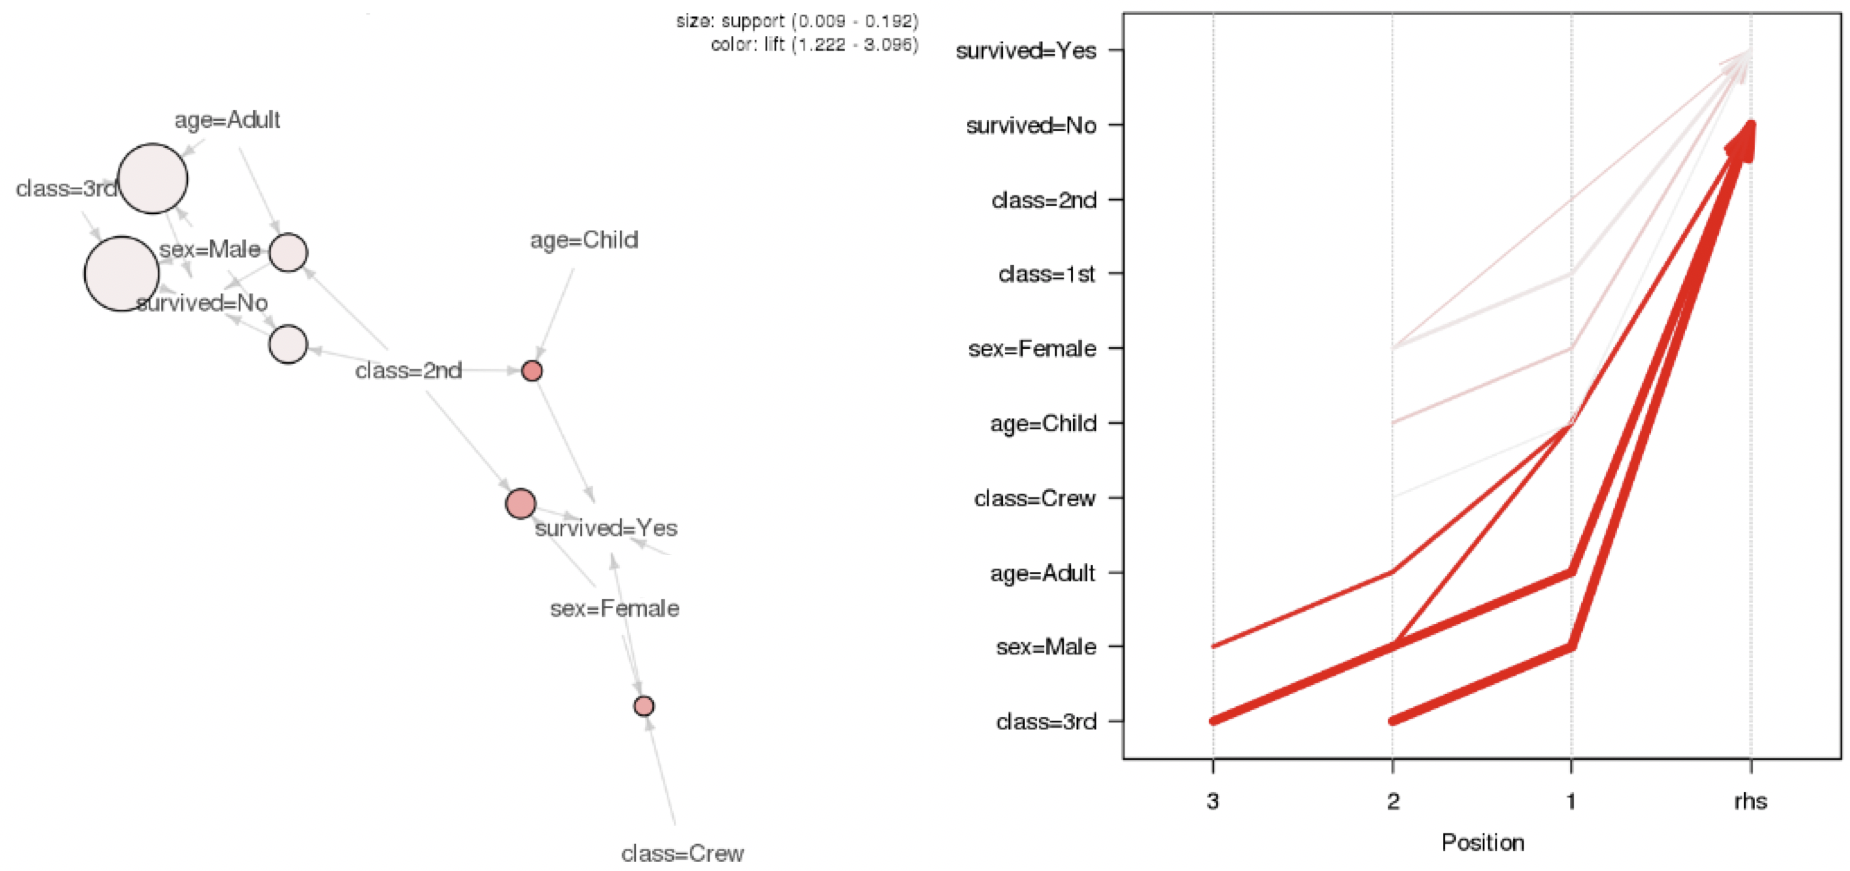 size: support (0.009 - 0.192)
color: lift (1.222 - 3.096)
age=Adult
class=3rd
sex=Male
survived=No
age=Child
class=2nd
survived=Yes
sex=Female
class=Crew
survived=Yes
survived=No
class=2nd
class=1st
sex=Female
age=Child
class=Crew
age=Adult
sex=Male
class=3rd
3 2 1 rhs
Position